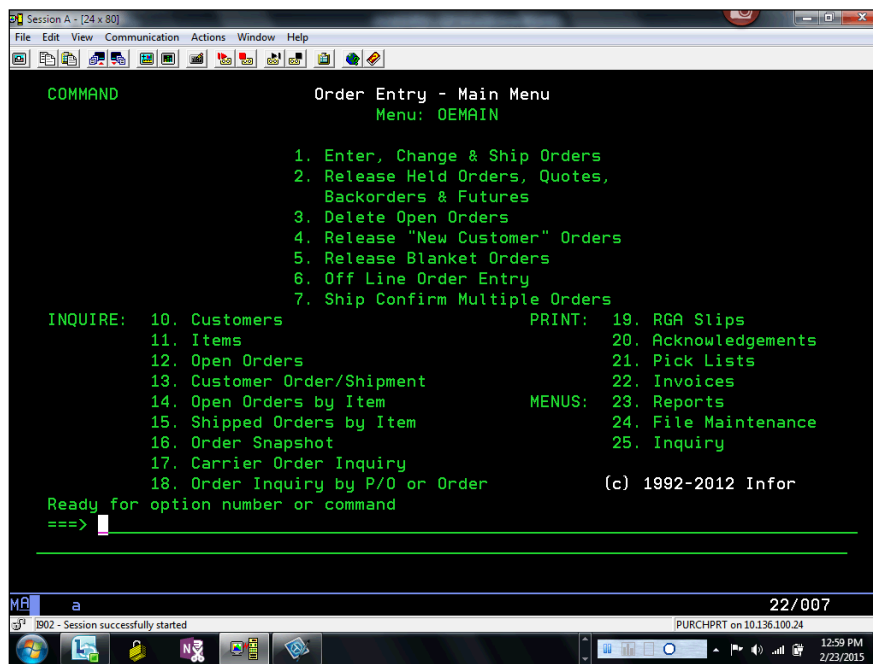 Session A - [24 x 80]
File Edit View Communication Actions Window Help
COMMAND Order Entry - Main Menu
Menu: OEMAIN
1. Enter, Change & Ship Orders
2. Release Held Orders, Quotes,
Backorders & Futures
3. Delete Open Orders
4. Release "New Customer" Orders
5. Release Blanket Orders
6. Off Line Order Entry
7. Ship Confirm Multiple Orders
INQUIRE: 10. Customers PRINT: 19. RGA Slips
11. Items 20. Acknowledgements
12. Open Orders 21. Pick Lists
13. Customer Order/Shipment 22. Invoices
14. Open Orders by Item MENUS: 23. Reports
15. Shipped Orders by Item 24. File Maintenance
16. Order Snapshot 25. Inquiry
17. Carrier Order Inquiry
18. Order Inquiry by P/O or Order (c) 1992-2012 Infor
Ready for option number or command
===>
MA a 22/007
I902 - Session successfully started PURCHPRT on 10.136.100.24
12:59 PM
2/23/2015